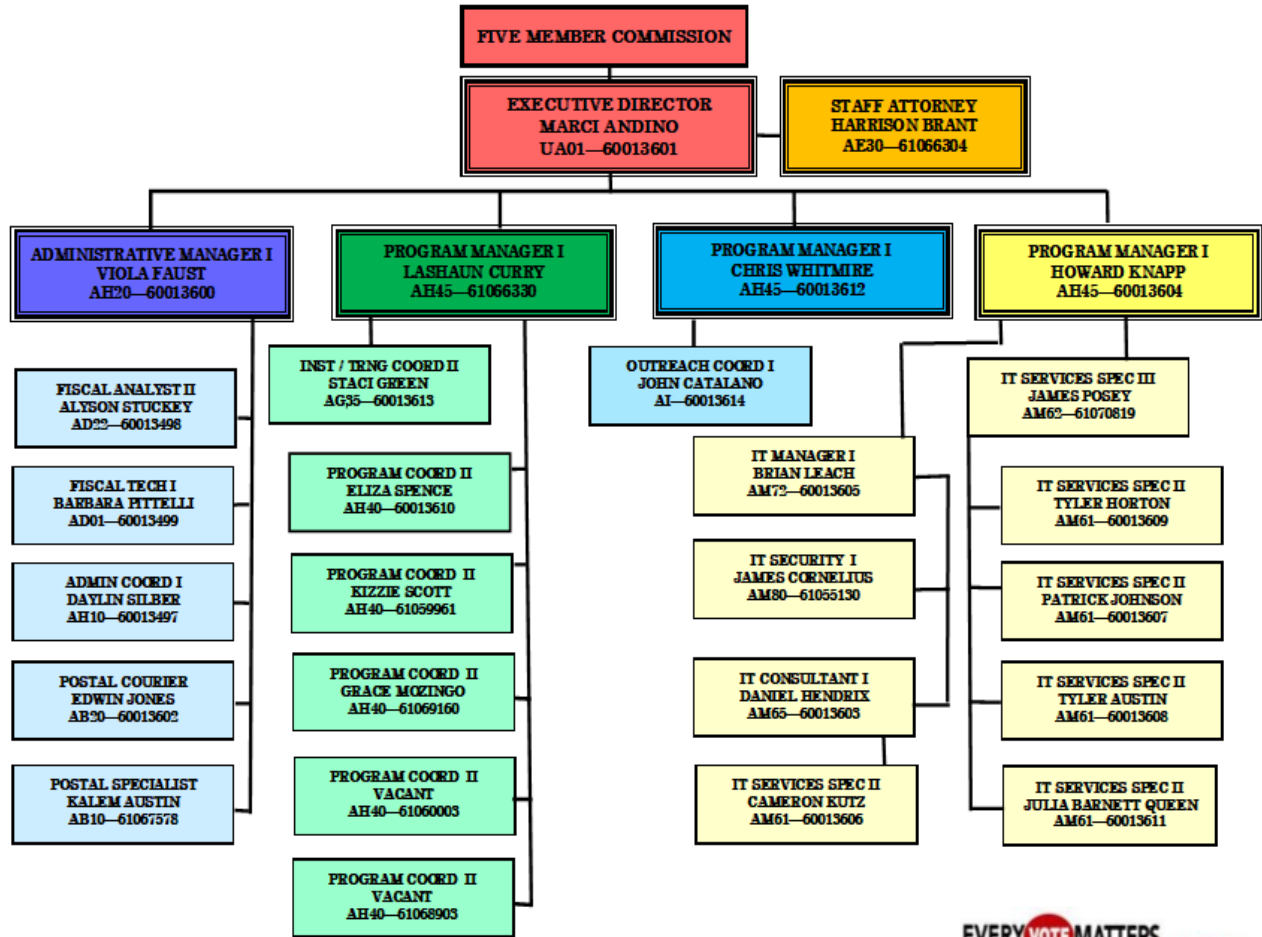 FIVE MEMBER COMMISSION
EXECUTIVE DIRECTOR
MARCI ANDINO
UA01—60013601
STAFF ATTORNEY
HARRISON BRANT
AE30—61066304
ADMINISTRATIVE MANAGER I
VIOLA FAUST
AH20—60013600
PROGRAM MANAGER I
LASHAUN CURRY
AH45—61066330
PROGRAM MANAGER I
CHRIS WHITMIRE
AH45—60013612
PROGRAM MANAGER I
HOWARD KNAPP
AH45—60013604
FISCAL ANALYST II
ALYSON STUCKEY
AD22—60013498
FISCAL TECH I
BARBARA PITTELLI
AD01—60013499
ADMIN COORD I
DAYLIN SILBER
AH10—60013497
POSTAL COURIER
EDWIN JONES
AB20—60013602
POSTAL SPECIALIST
KALEM AUSTIN
AB10—61067578
INST / TRNG COORD II
STACI GREEN
AG35—60013613
PROGRAM COORD II
ELIZA SPENCE
AH40—60013610
PROGRAM COORD II
KIZZIE SCOTT
AH40—61059961
PROGRAM COORD II
GRACE MOZINGO
AH40—61069160
PROGRAM COORD II
VACANT
AH40—61060003
PROGRAM COORD II
VACANT
AH40—61068903
OUTREACH COORD I
JOHN CATALANO
AI—60013614
IT MANAGER I
BRIAN LEACH
AM72—60013605
IT SECURITY I
JAMES CORNELIUS
AM80—61055130
IT CONSULTANT I
DANIEL HENDRIX
AM65—60013603
IT SERVICES SPEC II
CAMERON KUTZ
AM61—60013606
IT SERVICES SPEC III
JAMES POSEY
AM62—61070819
IT SERVICES SPEC II
TYLER HORTON
AM61—60013609
IT SERVICES SPEC II
PATRICK JOHNSON
AM61—60013607
IT SERVICES SPEC II
TYLER AUSTIN
AM61—60013608
IT SERVICES SPEC II
JULIA BARNETT QUEEN
AM61—60013611
EVERY VOTE MATTERS